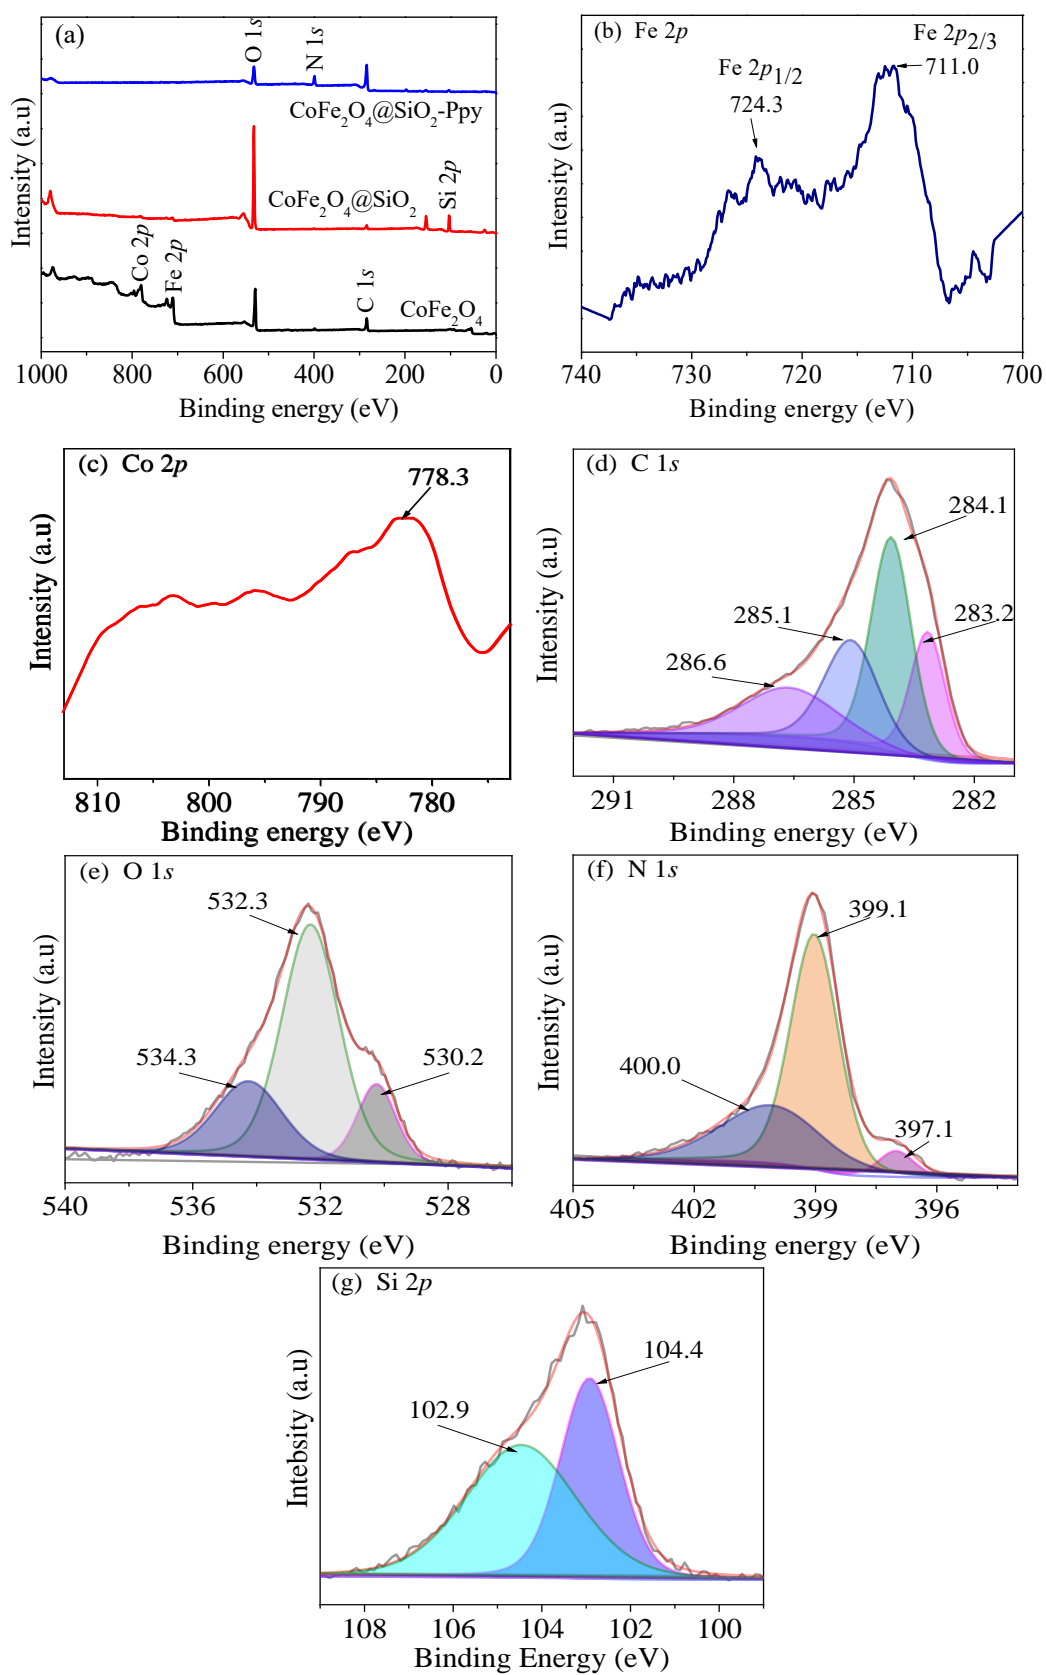 (a)
O 1s
N 1s
CoFe2O4@SiO2-Ppy
CoFe2O4@SiO2
Si 2p
Co 2p
Fe 2p
C 1s
CoFe2O4
Intensity (a.u)
1000 800 600 400 200 0
Binding energy (eV)
(b) Fe 2p
Fe 2p2/3
711.0
Fe 2p1/2
724.3
Intensity (a.u)
740 730 720 710 700
Binding energy (eV)
(c) Co 2p
778.3
Intensity (a.u)
810 800 790 780
Binding energy (eV)
(d) C 1s
284.1
285.1
283.2
286.6
Intensity (a.u)
291 288 285 282
Binding energy (eV)
(e) O 1s
532.3
534.3
530.2
Intensity (a.u)
540 536 532 528
Binding energy (eV)
(f) N 1s
399.1
400.0
397.1
Intensity (a.u)
405 402 399 396
Binding energy (eV)
(g) Si 2p
104.4
102.9
Intebsity (a.u)
108 106 104 102 100
Binding Energy (eV)